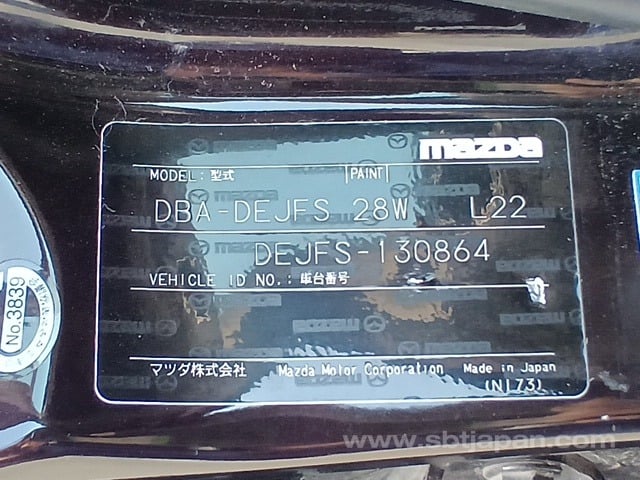 mazda
MODEL: 型式 PAINT
DBA-DEJFS 28W L22
DEJFS-130864
VEHICLE ID NO.: 車台番号
マツダ株式会社 Mazda Motor Corporation Made in Japan
(N173)
No.3839
www.sbtjapan.com